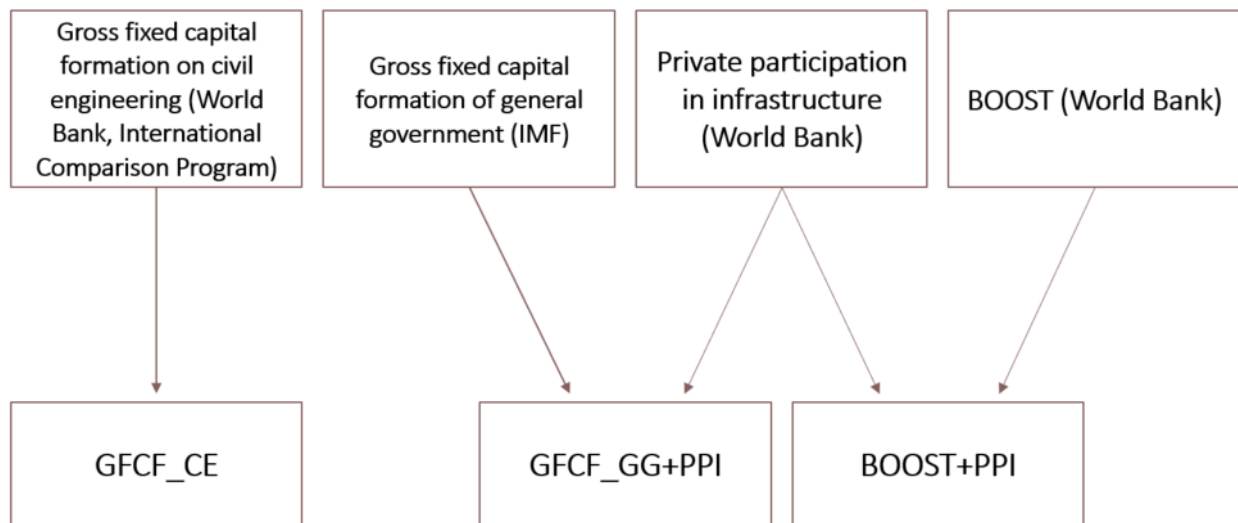 Gross fixed capital
formation on civil
engineering (World
Bank, International
Comparison Program)
Gross fixed capital
formation of general
government (IMF)
Private participation
in infrastructure
(World Bank)
BOOST (World Bank)
GFCF_CE
GFCF_GG+PPI
BOOST+PPI